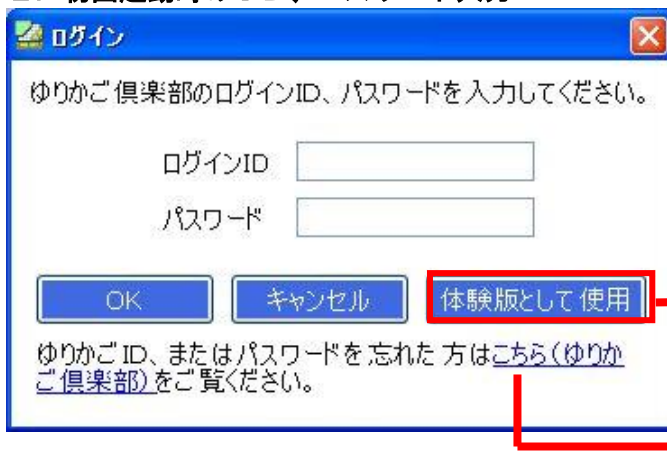 ログイン
ゆりかご倶楽部のログインID、パスワードを入力してください。
ログインID
パスワード
OK
キャンセル
体験版として使用
ゆりかごID、またはパスワードを忘れた方はこちら(ゆりか
ご倶楽部)をご覧ください。